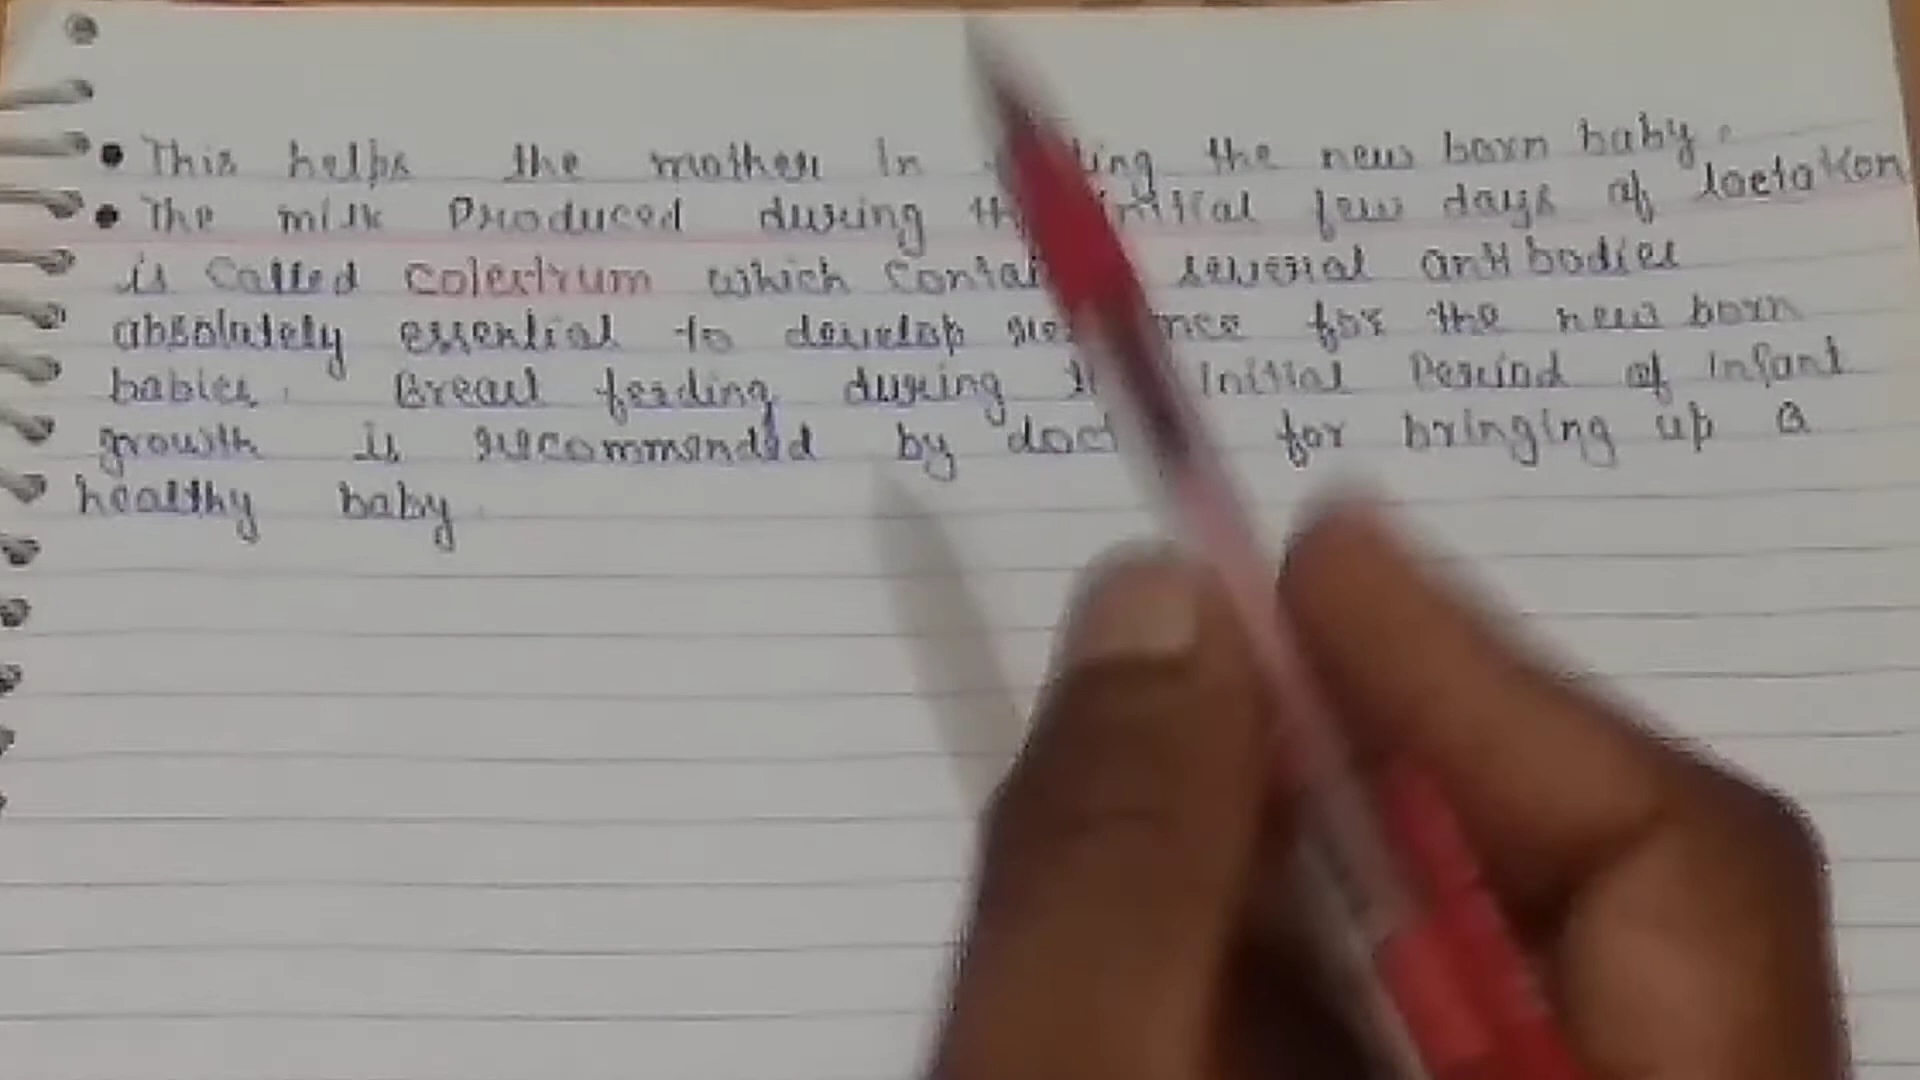 • This helps the mother in the new born baby.
• The milk Produced during initial few days of lactation
is Called Colestrum which several antibodies
absolutely essential to develop for the new born
babies. Breast feeding during initial Period of infant
growth is recommended by for bringing up a
healthy baby.